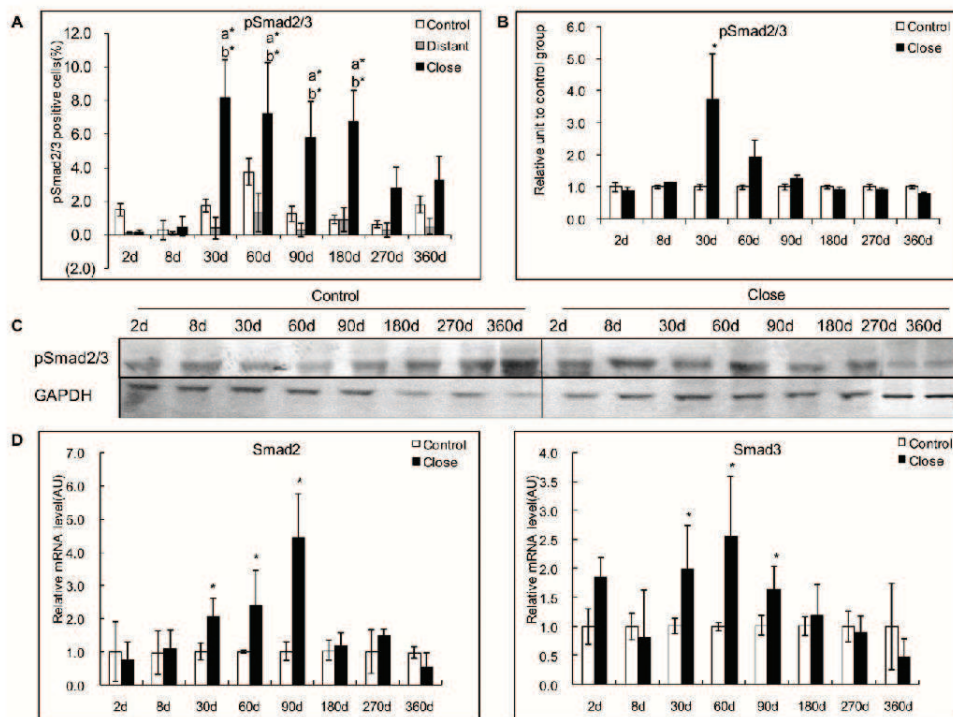 A
pSmad2/3
Control
Distant
Close
pSmad2/3 positive cells(%)
12.0
10.0
8.0
6.0
4.0
2.0
0.0
(2.0)
a* a* a* a*
b* b* b* b*
2d 8d 30d 60d 90d 180d 270d 360d
B
pSmad2/3
Control
Close
Relative unit to control group
6.0
5.0
4.0
3.0
2.0
1.0
0.0
*
2d 8d 30d 60d 90d 180d 270d 360d
Control Close
C 2d 8d 30d 60d 90d 180d 270d 360d 2d 8d 30d 60d 90d 180d 270d 360d
pSmad2/3
GAPDH
D
Smad2
Control
Close
Relative mRNA level(AU)
7.0
6.0
5.0
4.0
3.0
2.0
1.0
0.0
* * *
2d 8d 30d 60d 90d 180d 270d 360d
Smad3
Control
Close
Relative mRNA level(AU)
4.0
3.5
3.0
2.5
2.0
1.5
1.0
0.5
0.0
* * *
2d 8d 30d 60d 90d 180d 270d 360d